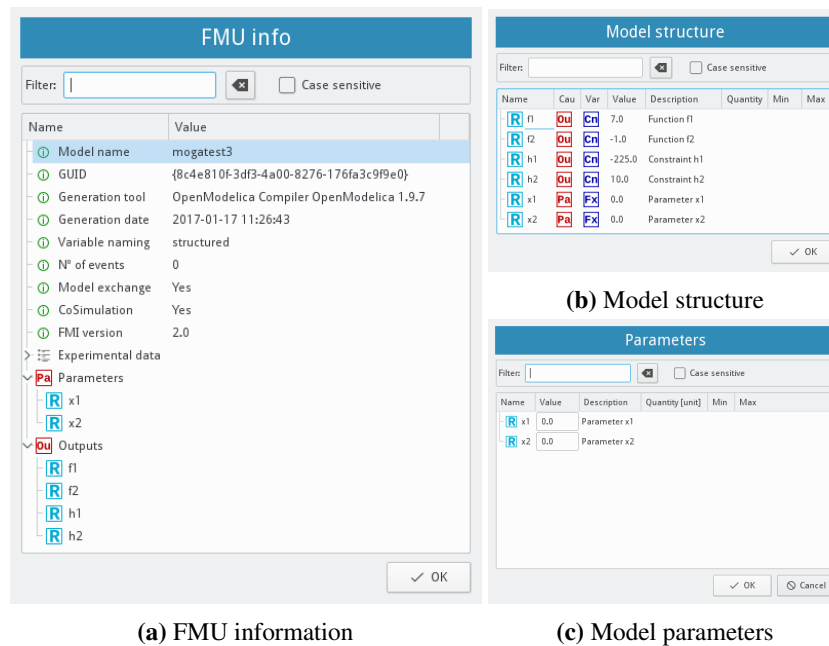 FMU info
Filter:
Case sensitive
Name Value
Model name mogatest3
GUID {8c4e810f-3df3-4a00-8276-176fa3c9f9e0}
Generation tool OpenModelica Compiler OpenModelica 1.9.7
Generation date 2017-01-17 11:26:43
Variable naming structured
N° of events 0
Model exchange Yes
CoSimulation Yes
FMI version 2.0
Experimental data
Pa Parameters
R x1
R x2
Ou Outputs
R f1
R f2
R h1
R h2
OK
(a) FMU information
Model structure
Filter:
Case sensitive
Name Cau Var Value Description Quantity Min Max
R f1 Ou Cn 7.0 Function f1
R f2 Ou Cn -1.0 Function f2
R h1 Ou Cn -225.0 Constraint h1
R h2 Ou Cn 10.0 Constraint h2
R x1 Pa Fx 0.0 Parameter x1
R x2 Pa Fx 0.0 Parameter x2
OK
(b) Model structure
Parameters
Filter:
Case sensitive
Name Value Description Quantity [unit] Min Max
R x1 0.0 Parameter x1
R x2 0.0 Parameter x2
OK Cancel
(c) Model parameters